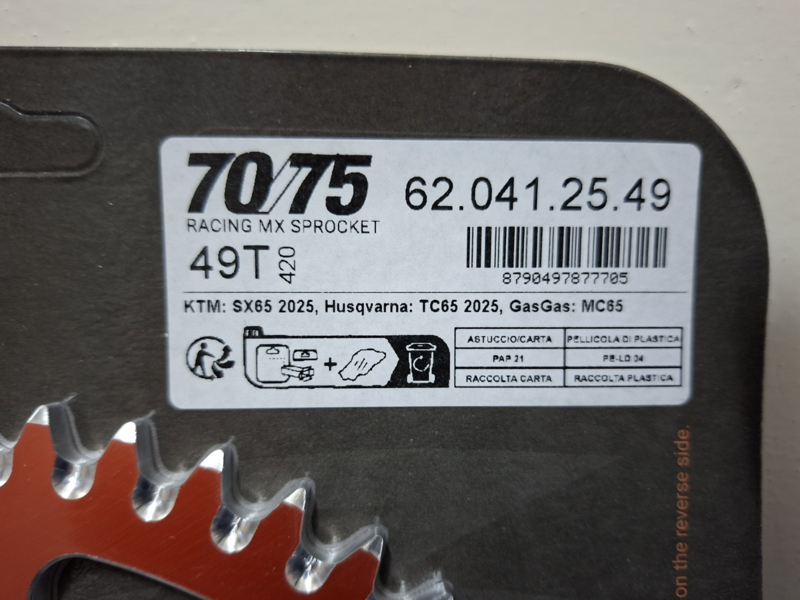 70/75
RACING MX SPROCKET
62.041.25.49
49T 420
8790497877705
KTM: SX65 2025, Husqvarna: TC65 2025, GasGas: MC65
ASTUCCIO/CARTA PELLICOLA DI PLASTICA
PAP 21 PE-LD 04
RACCOLTA CARTA RACCOLTA PLASTICA
on the reverse side.